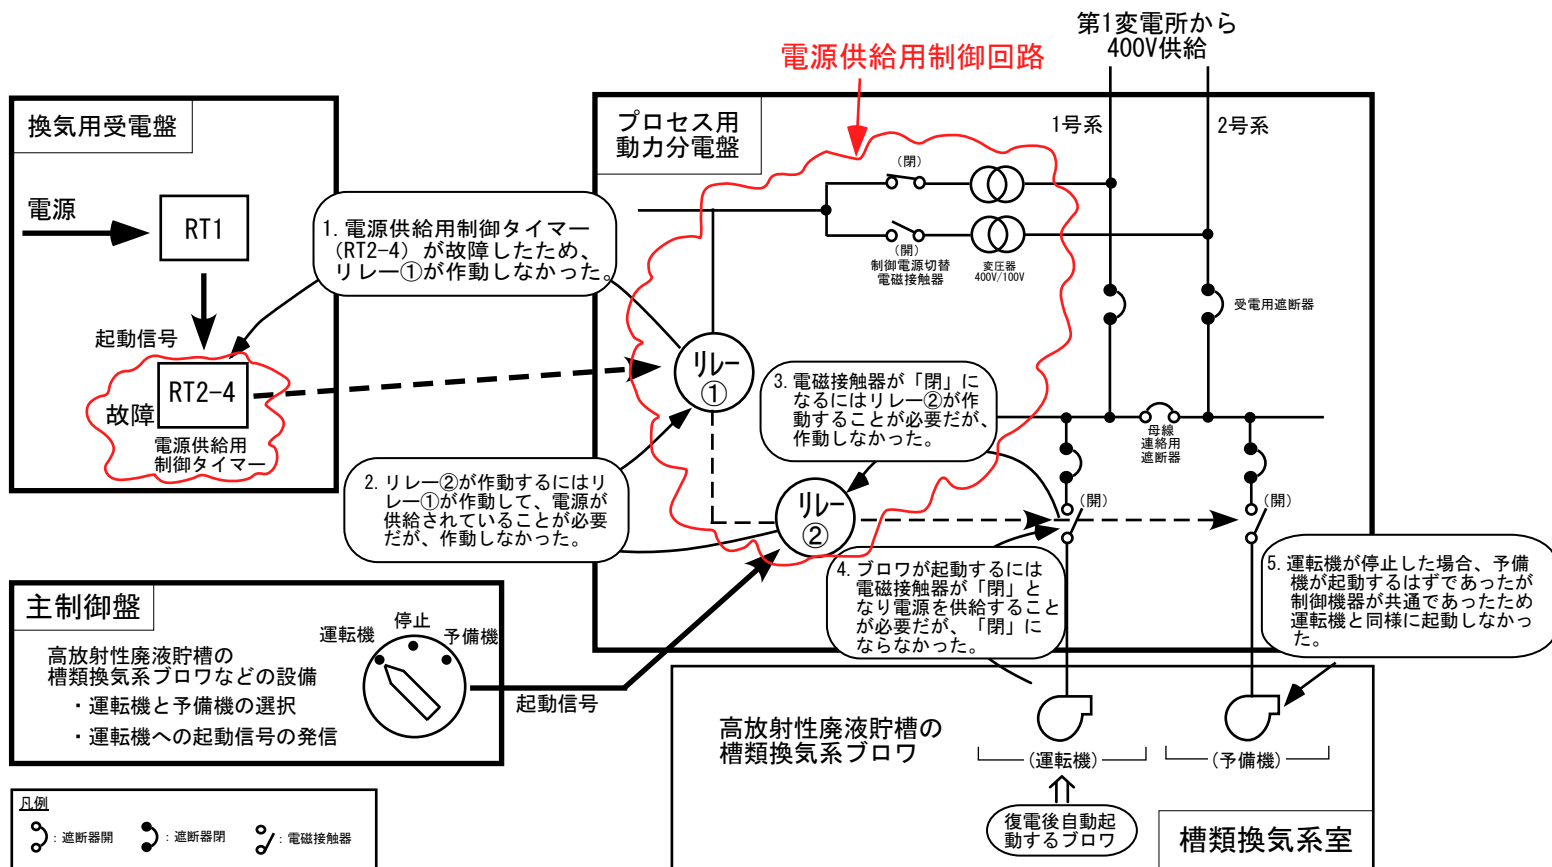 第1変電所から
400V供給
電源供給用制御回路
換気用受電盤
電源
RT1
起動信号
RT2-4
故障
電源供給用
制御タイマー
1. 電源供給用制御タイマー
(RT2-4) が故障したため、
リレー①が作動しなかった。
プロセス用
動力分電盤
1号系
2号系
(閉)
(開)
制御電源切替
電磁接触器
変圧器
400V/100V
受電用遮断器
リレー
①
3. 電磁接触器が「閉」に
なるにはリレー②が作
動することが必要だが、
作動しなかった。
母線
連絡用
遮断器
2. リレー②が作動するにはリ
レー①が作動して、電源が
供給されていることが必要
だが、作動しなかった。
リレー
②
(開)
(開)
4. ブロワが起動するには
電磁接触器が「閉」と
なり電源を供給すること
が必要だが、「閉」に
ならなかった。
5. 運転機が停止した場合、予備
機が起動するはずであったが
制御機器が共通であったため
運転機と同様に起動しなかっ
た。
主制御盤
高放射性廃液貯槽の
槽類換気系ブロワなどの設備
・運転機と予備機の選択
・運転機への起動信号の発信
運転機
停止
予備機
起動信号
高放射性廃液貯槽の
槽類換気系ブロワ
(運転機)
(予備機)
復電後自動起
動するブロワ
槽類換気系室
凡例
：遮断器開
：遮断器閉
：電磁接触器